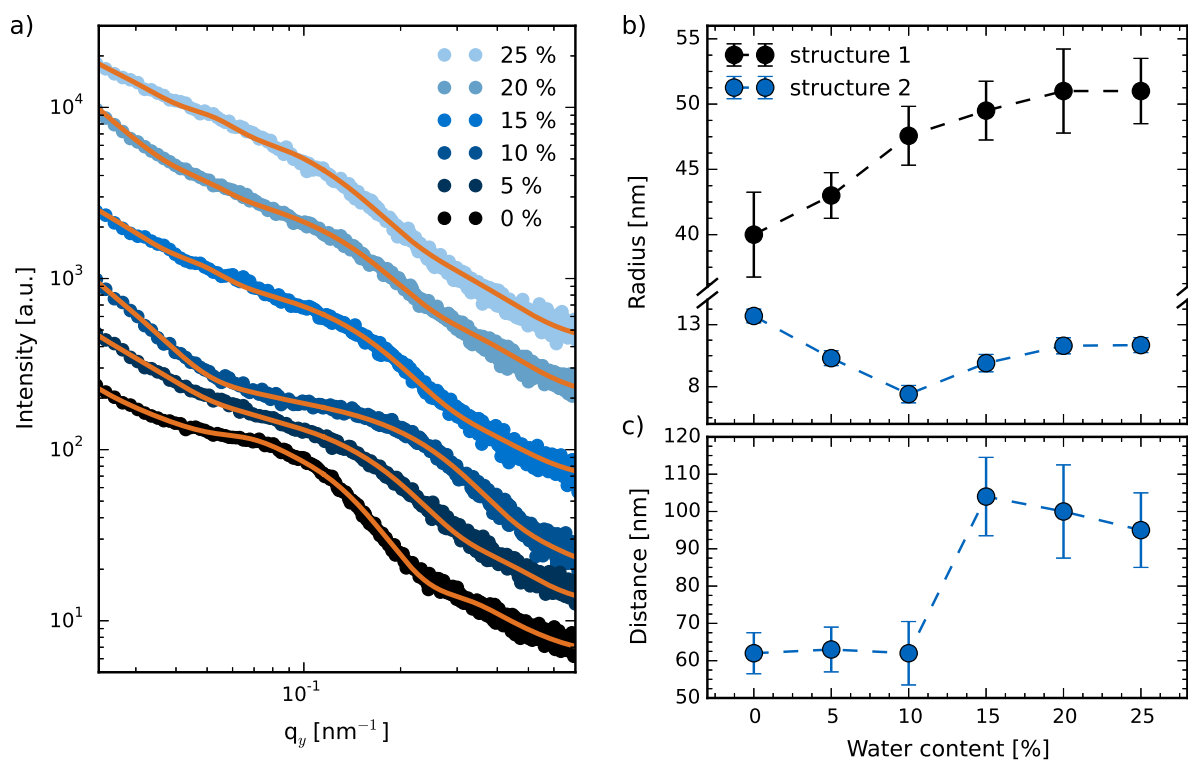 a)
25 %
20 %
15 %
10 %
5 %
0 %
10⁴
10³
10²
10¹
Intensity [a.u.]
10⁻¹
q_y [nm⁻¹]
b)
structure 1
structure 2
55
50
45
40
13
8
Radius [nm]
c)
120
110
100
90
80
70
60
50
Distance [nm]
0 5 10 15 20 25
Water content [%]